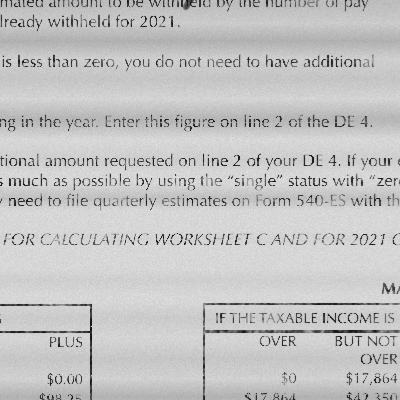 mated amount to be withheld by the number of pay
lready withheld for 2021.
is less than zero, you do not need to have additional
ng in the year. Enter this figure on line 2 of the DE 4.
tional amount requested on line 2 of your DE 4. If your e
s much as possible by using the “single” status with “zer
need to file quarterly estimates on Form 540-ES with th
FOR CALCULATING WORKSHEET C AND FOR 2021
MA
IF THE TAXABLE INCOME IS
PLUS OVER BUT NOT
OVER
$0.00 $0 $17,864
$98.25 $17,864 $42,350